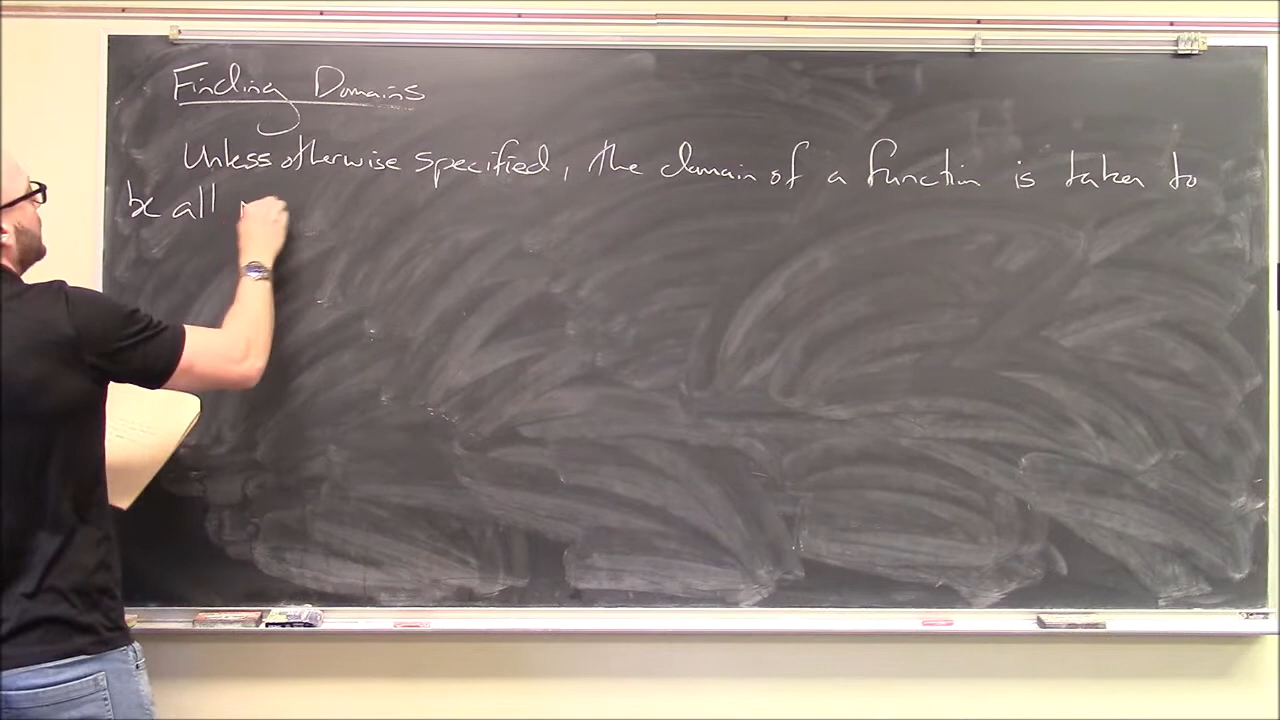 Finding Domains
Unless otherwise specified, the domain of a function is taken to
be all